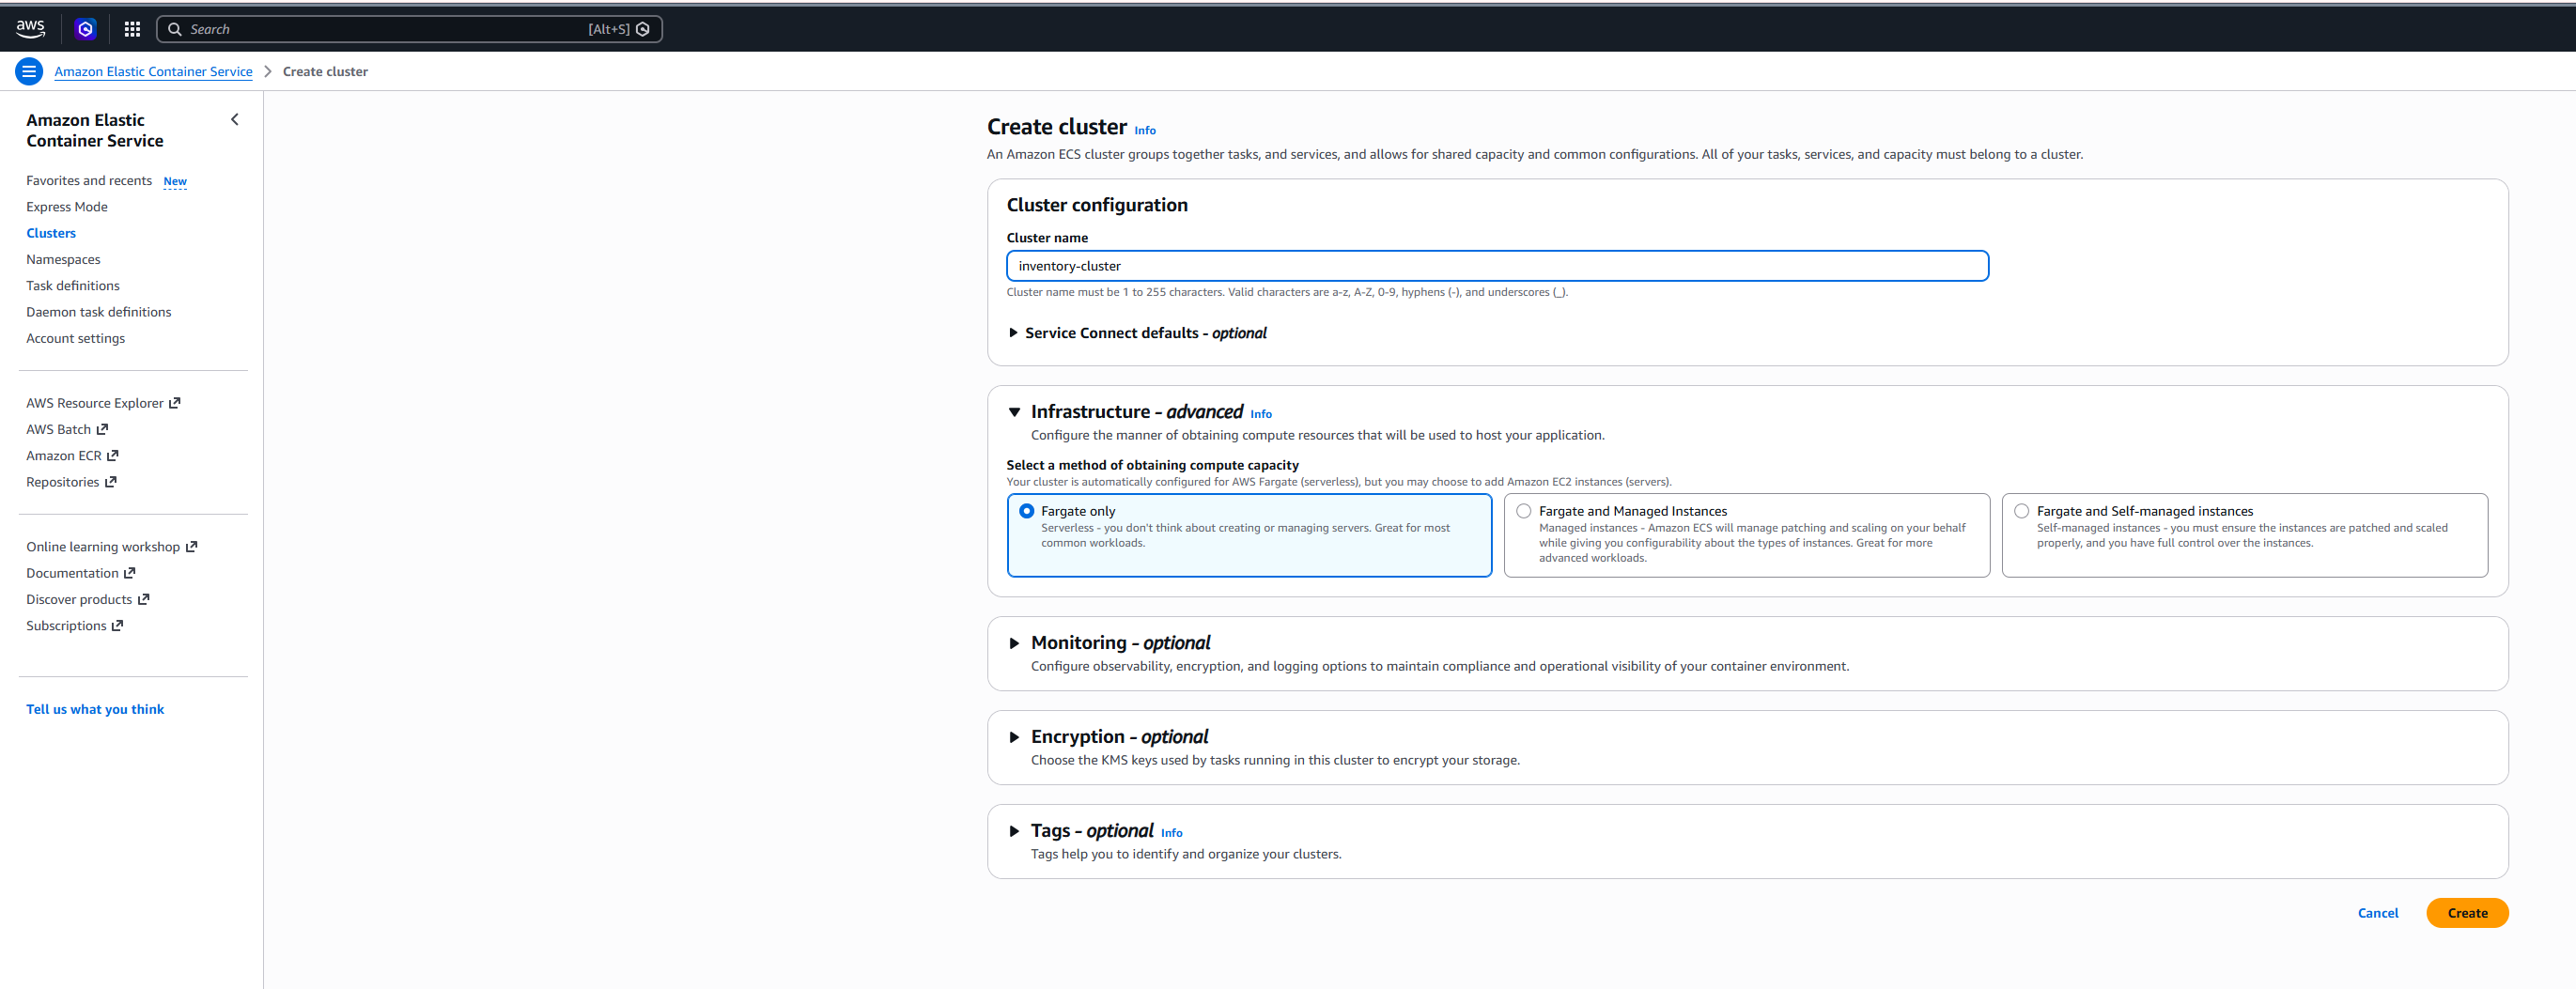 aws
Search [Alt+S]
Amazon Elastic Container Service > Create cluster
Amazon Elastic
Container Service
Favorites and recents New
Express Mode
Clusters
Namespaces
Task definitions
Daemon task definitions
Account settings
AWS Resource Explorer
AWS Batch
Amazon ECR
Repositories
Online learning workshop
Documentation
Discover products
Subscriptions
Tell us what you think
Create cluster Info
An Amazon ECS cluster groups together tasks, and services, and allows for shared capacity and common configurations. All of your tasks, services, and capacity must belong to a cluster.
Cluster configuration
Cluster name
inventory-cluster
Cluster name must be 1 to 255 characters. Valid characters are a-z, A-Z, 0-9, hyphens (-), and underscores (_).
Service Connect defaults - optional
Infrastructure - advanced Info
Configure the manner of obtaining compute resources that will be used to host your application.
Select a method of obtaining compute capacity
Your cluster is automatically configured for AWS Fargate (serverless), but you may choose to add Amazon EC2 instances (servers).
Fargate only
Serverless - you don't think about creating or managing servers. Great for most
common workloads.
Fargate and Managed Instances
Managed instances - Amazon ECS will manage patching and scaling on your behalf
while giving you configurability about the types of instances. Great for more
advanced workloads.
Fargate and Self-managed instances
Self-managed instances - you must ensure the instances are patched and scaled
properly, and you have full control over the instances.
Monitoring - optional
Configure observability, encryption, and logging options to maintain compliance and operational visibility of your container environment.
Encryption - optional
Choose the KMS keys used by tasks running in this cluster to encrypt your storage.
Tags - optional Info
Tags help you to identify and organize your clusters.
Cancel Create